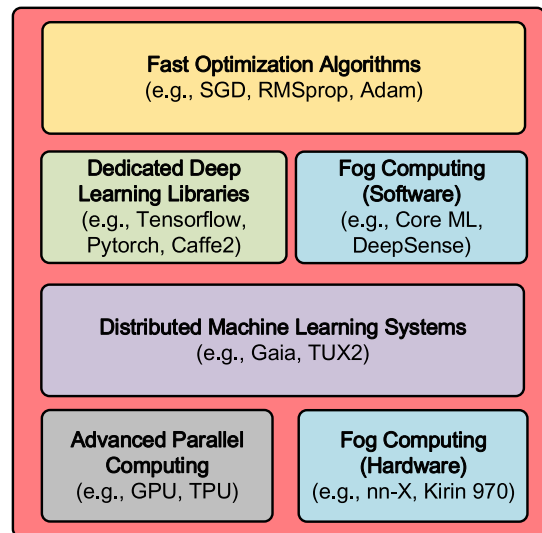 Fast Optimization Algorithms
(e.g., SGD, RMSprop, Adam)
Dedicated Deep
Learning Libraries
(e.g., Tensorflow,
Pytorch, Caffe2)
Fog Computing
(Software)
(e.g., Core ML,
DeepSense)
Distributed Machine Learning Systems
(e.g., Gaia, TUX2)
Advanced Parallel
Computing
(e.g., GPU, TPU)
Fog Computing
(Hardware)
(e.g., nn-X, Kirin 970)